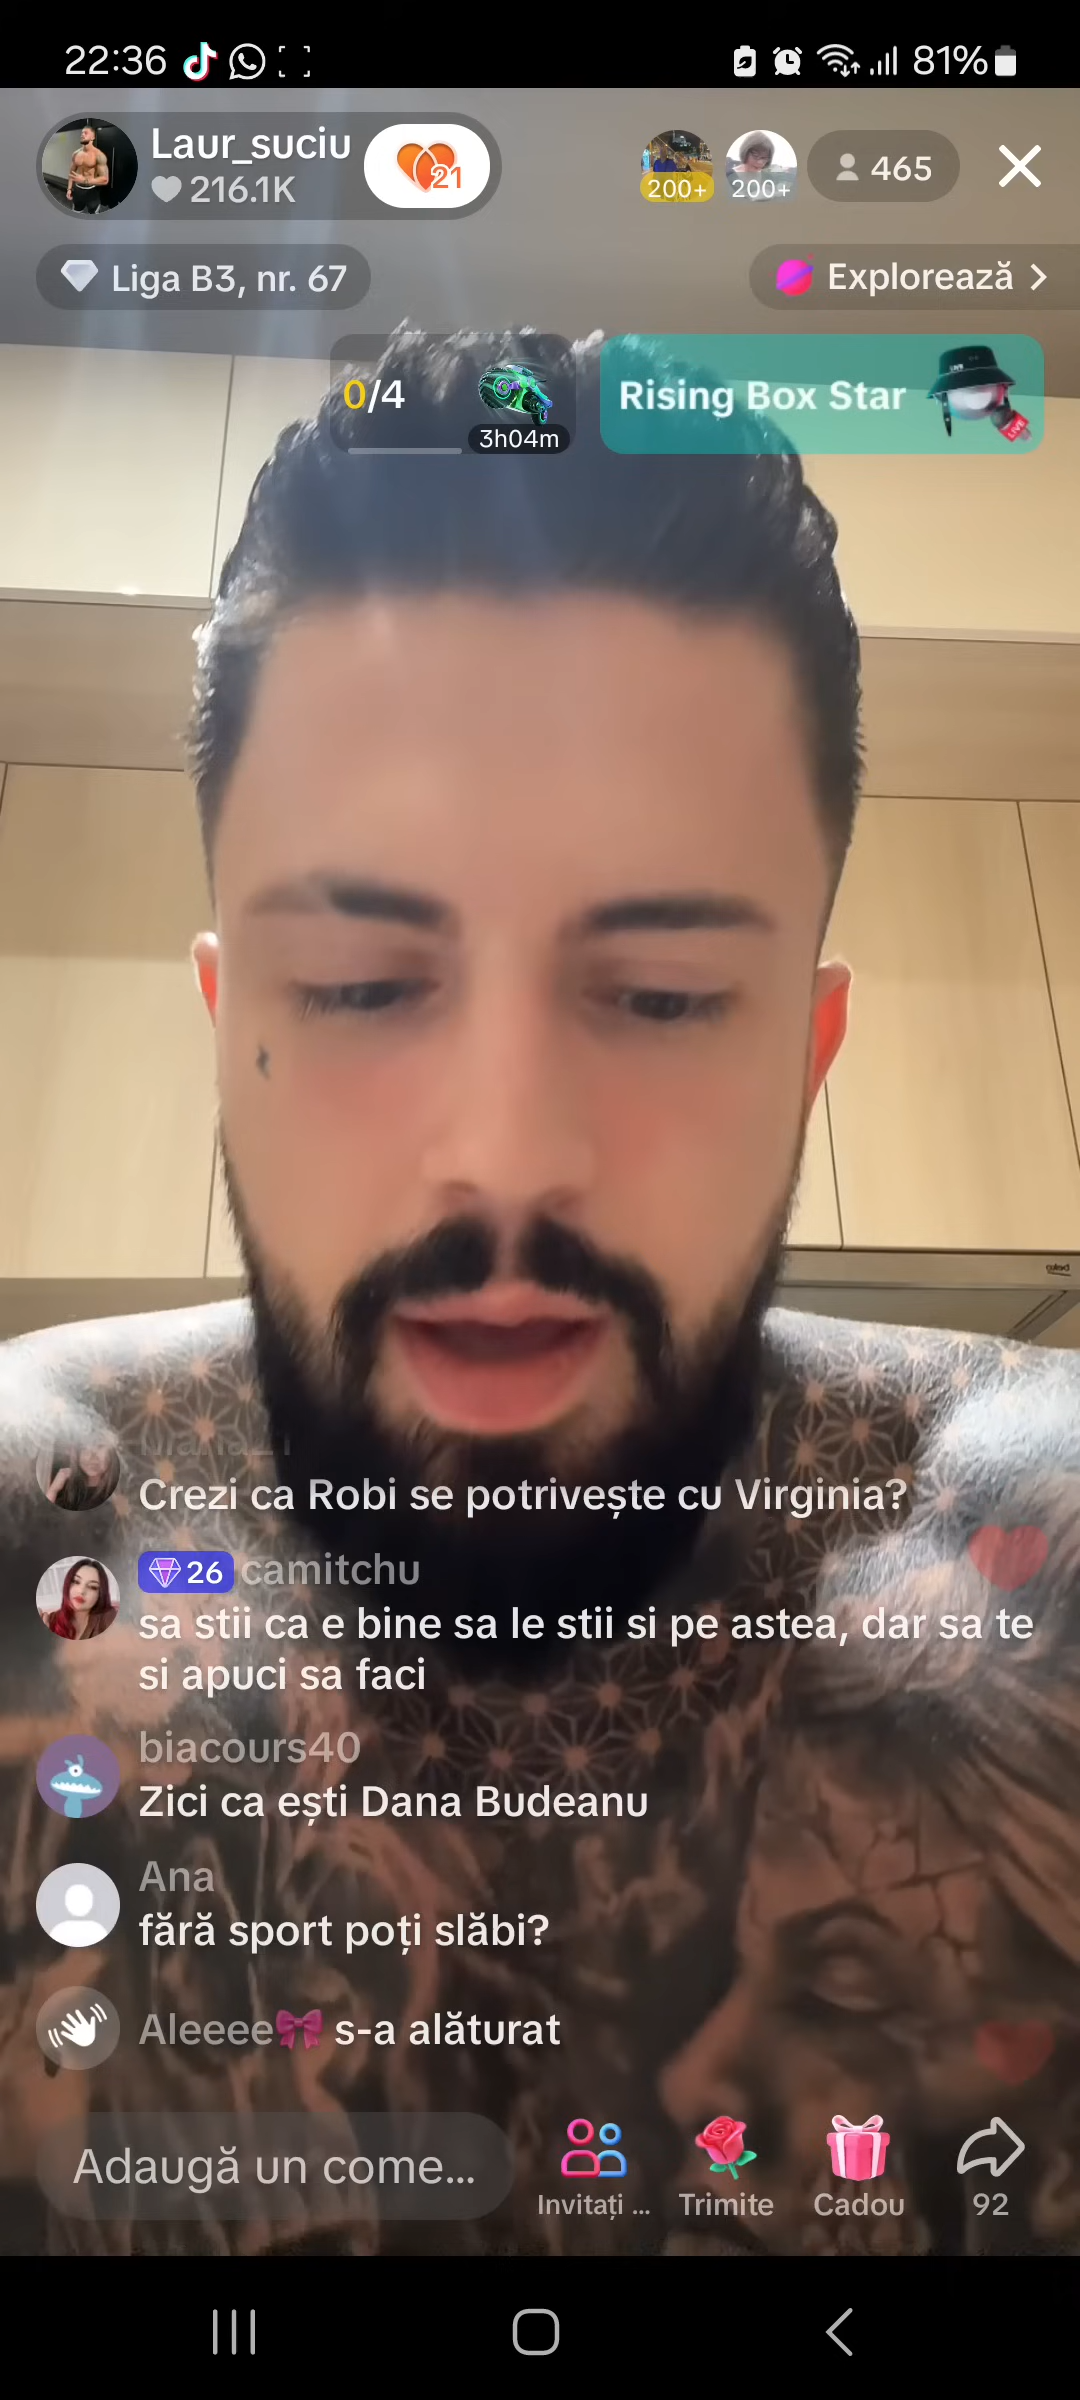 22:36
81%
Laur_suciu
216.1K
21
200+
200+
465
Liga B3, nr. 67
Explorează
0/4
3h04m
Rising Box Star
LIVE
Crezi ca Robi se potrivește cu Virginia?
26 camitchu
sa stii ca e bine sa le stii si pe astea, dar sa te
si apuci sa faci
biacours40
Zici ca ești Dana Budeanu
Ana
fără sport poți slăbi?
Aleeee🎀 s-a alăturat
Adaugă un come...
Invitați ...
Trimite
Cadou
92